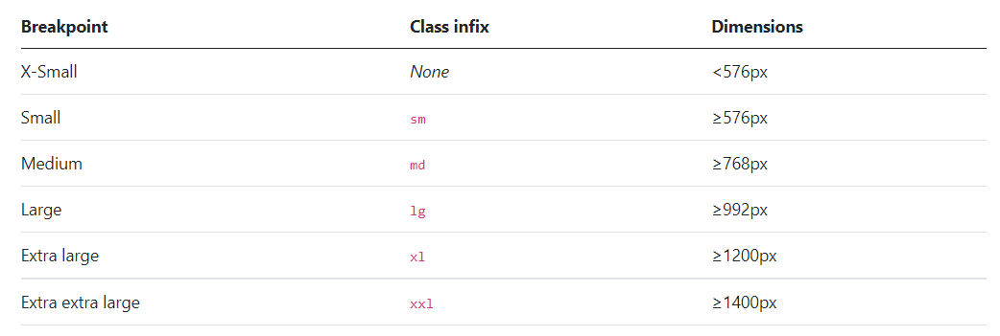 Breakpoint Class infix Dimensions
X-Small None <576px
Small sm ≥576px
Medium md ≥768px
Large lg ≥992px
Extra large xl ≥1200px
Extra extra large xxl ≥1400px